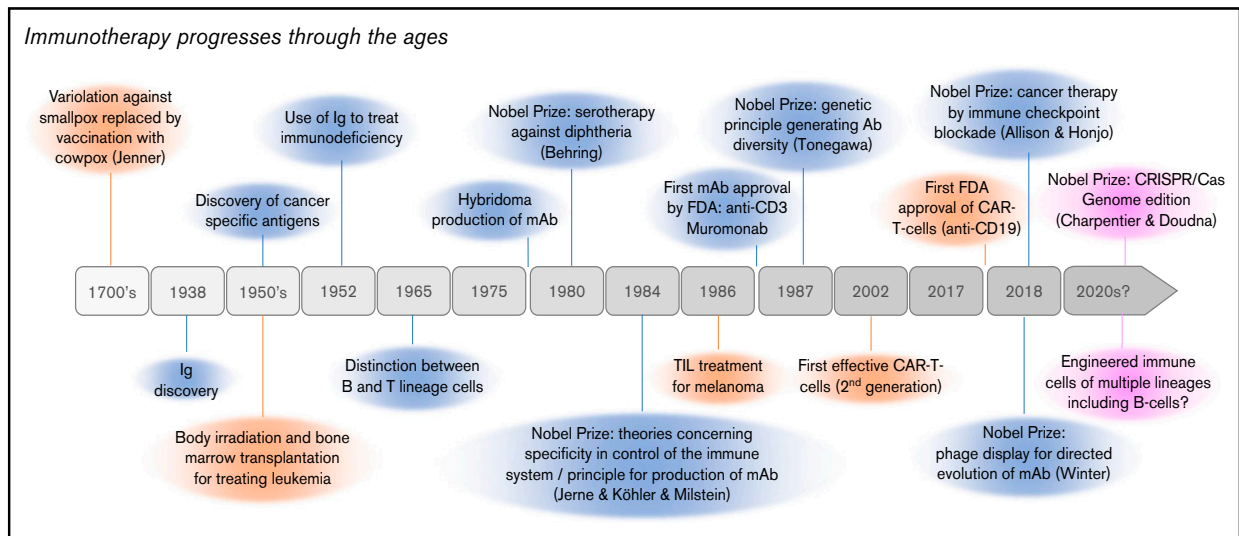 Immunotherapy progresses through the ages
Variolation against
smallpox replaced by
vaccination with
cowpox (Jenner)
Discovery of cancer
specific antigens
Use of Ig to treat
immunodeficiency
Hybridoma
production of mAb
Nobel Prize: serotherapy
against diphtheria
(Behring)
First mAb approval
by FDA: anti-CD3
Muromonab
Nobel Prize: genetic
principle generating Ab
diversity (Tonegawa)
First FDA
approval of CAR-
T-cells (anti-CD19)
Nobel Prize: cancer therapy
by immune checkpoint
blockade (Allison & Honjo)
Nobel Prize: CRISPR/Cas
Genome edition
(Charpentier & Doudna)
1700's
1938
1950's
1952
1965
1975
1980
1984
1986
1987
2002
2017
2018
2020s?
Ig
discovery
Body irradiation and bone
marrow transplantation
for treating leukemia
Distinction between
B and T lineage cells
Nobel Prize: theories concerning
specificity in control of the immune
system / principle for production of mAb
(Jerne & Köhler & Milstein)
TIL treatment
for melanoma
First effective CAR-T-
cells (2nd generation)
Nobel Prize:
phage display for directed
evolution of mAb (Winter)
Engineered immune
cells of multiple lineages
including B-cells?